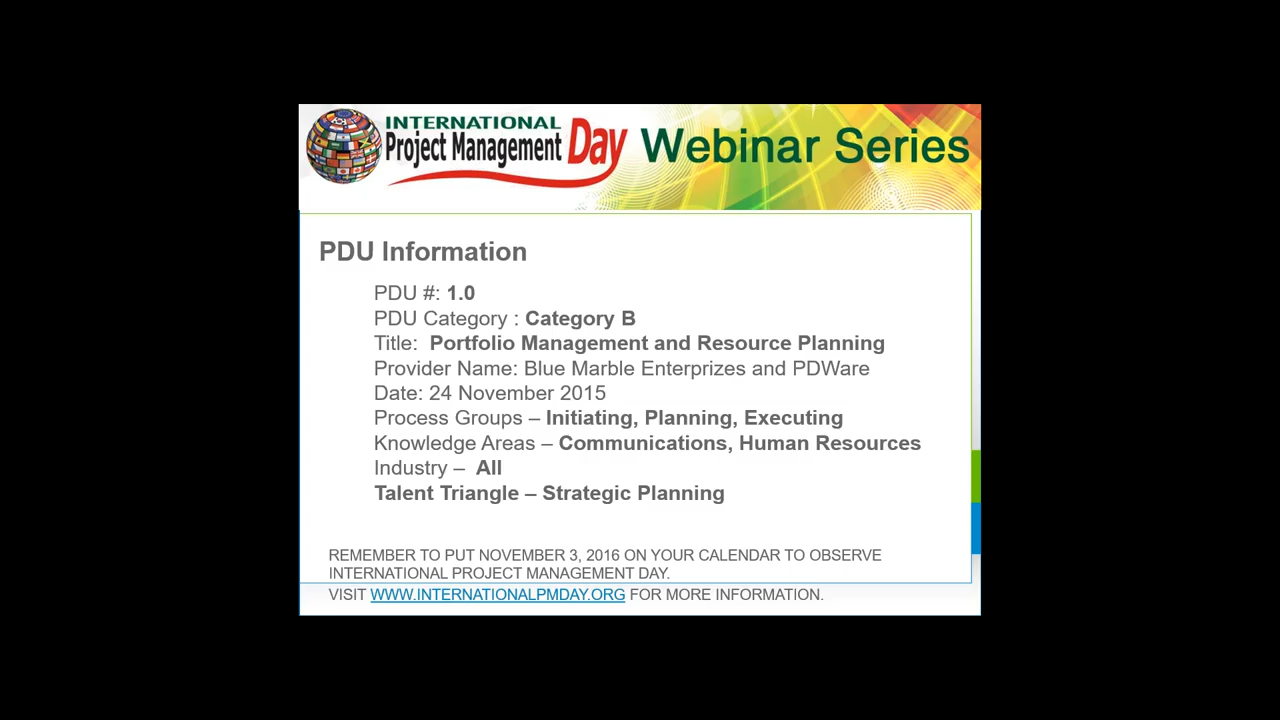 INTERNATIONAL
Project Management Day Webinar Series
PDU Information
PDU #: 1.0
PDU Category : Category B
Title: Portfolio Management and Resource Planning
Provider Name: Blue Marble Enterprizes and PDWare
Date: 24 November 2015
Process Groups – Initiating, Planning, Executing
Knowledge Areas – Communications, Human Resources
Industry – All
Talent Triangle – Strategic Planning
REMEMBER TO PUT NOVEMBER 3, 2016 ON YOUR CALENDAR TO OBSERVE
INTERNATIONAL PROJECT MANAGEMENT DAY.
VISIT WWW.INTERNATIONALPMDAY.ORG FOR MORE INFORMATION.